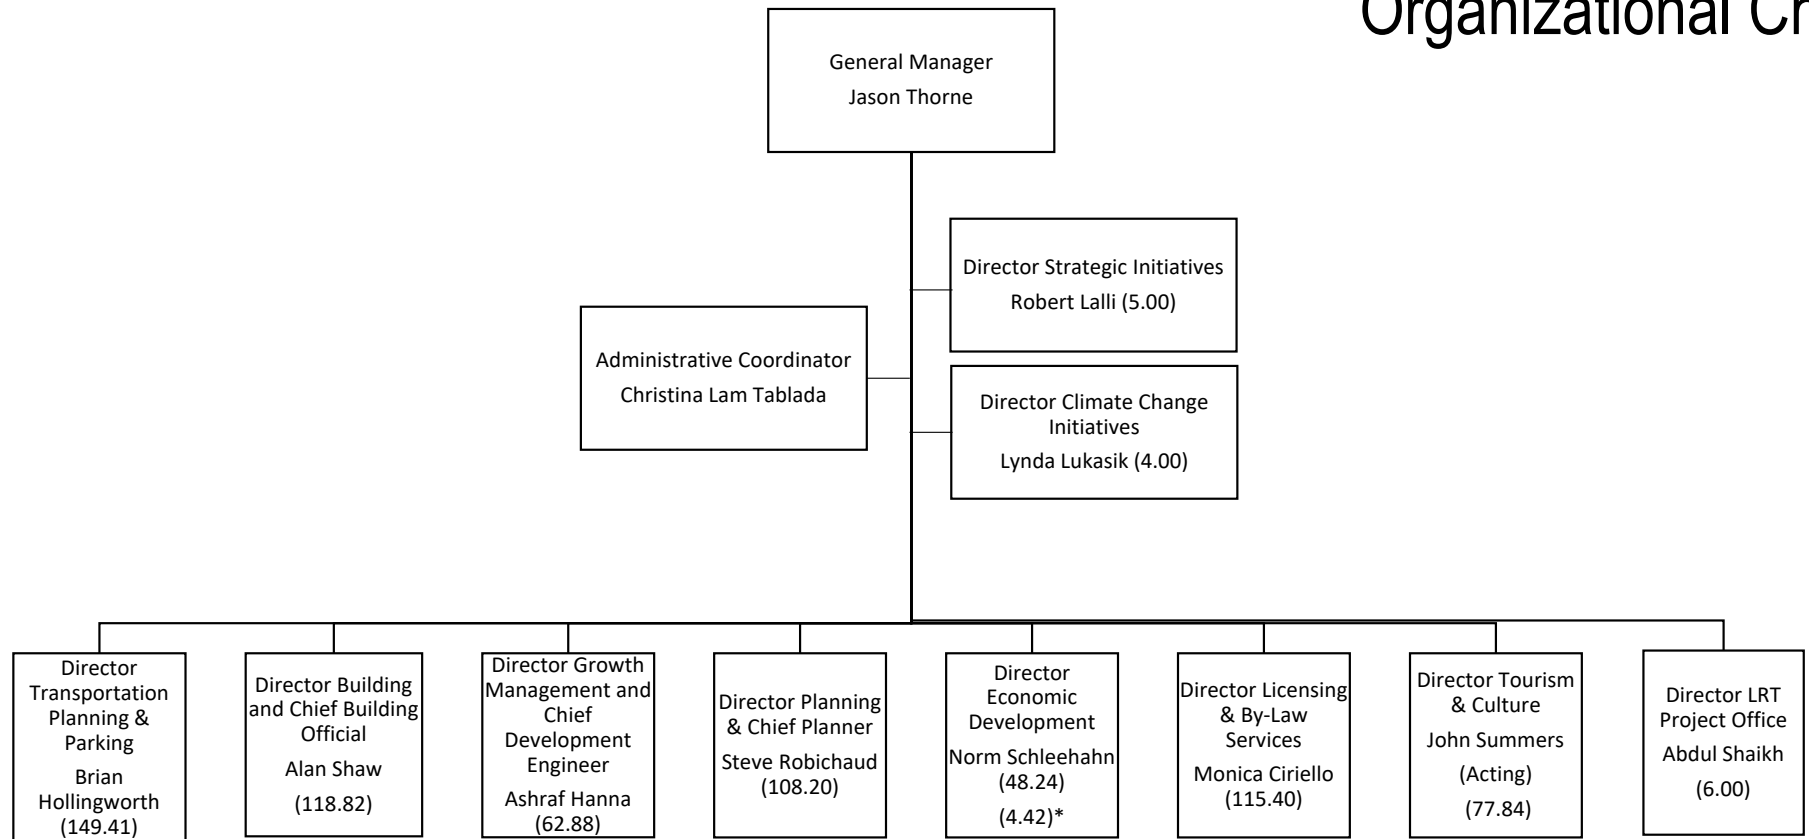 Organizational Ch
General Manager
Jason Thorne
Director Strategic Initiatives
Robert Lalli (5.00)
Administrative Coordinator
Christina Lam Tablada
Director Climate Change
Initiatives
Lynda Lukasik (4.00)
Director
Transportation
Planning &
Parking
Brian
Hollingworth
(149.41)
Director Building
and Chief Building
Official
Alan Shaw
(118.82)
Director Growth
Management and
Chief
Development
Engineer
Ashraf Hanna
(62.88)
Director Planning
& Chief Planner
Steve Robichaud
(108.20)
Director
Economic
Development
Norm Schleehahn
(48.24)
(4.42)*
Director Licensing
& By-Law
Services
Monica Ciriello
(115.40)
Director Tourism
& Culture
John Summers
(Acting)
(77.84)
Director LRT
Project Office
Abdul Shaikh
(6.00)